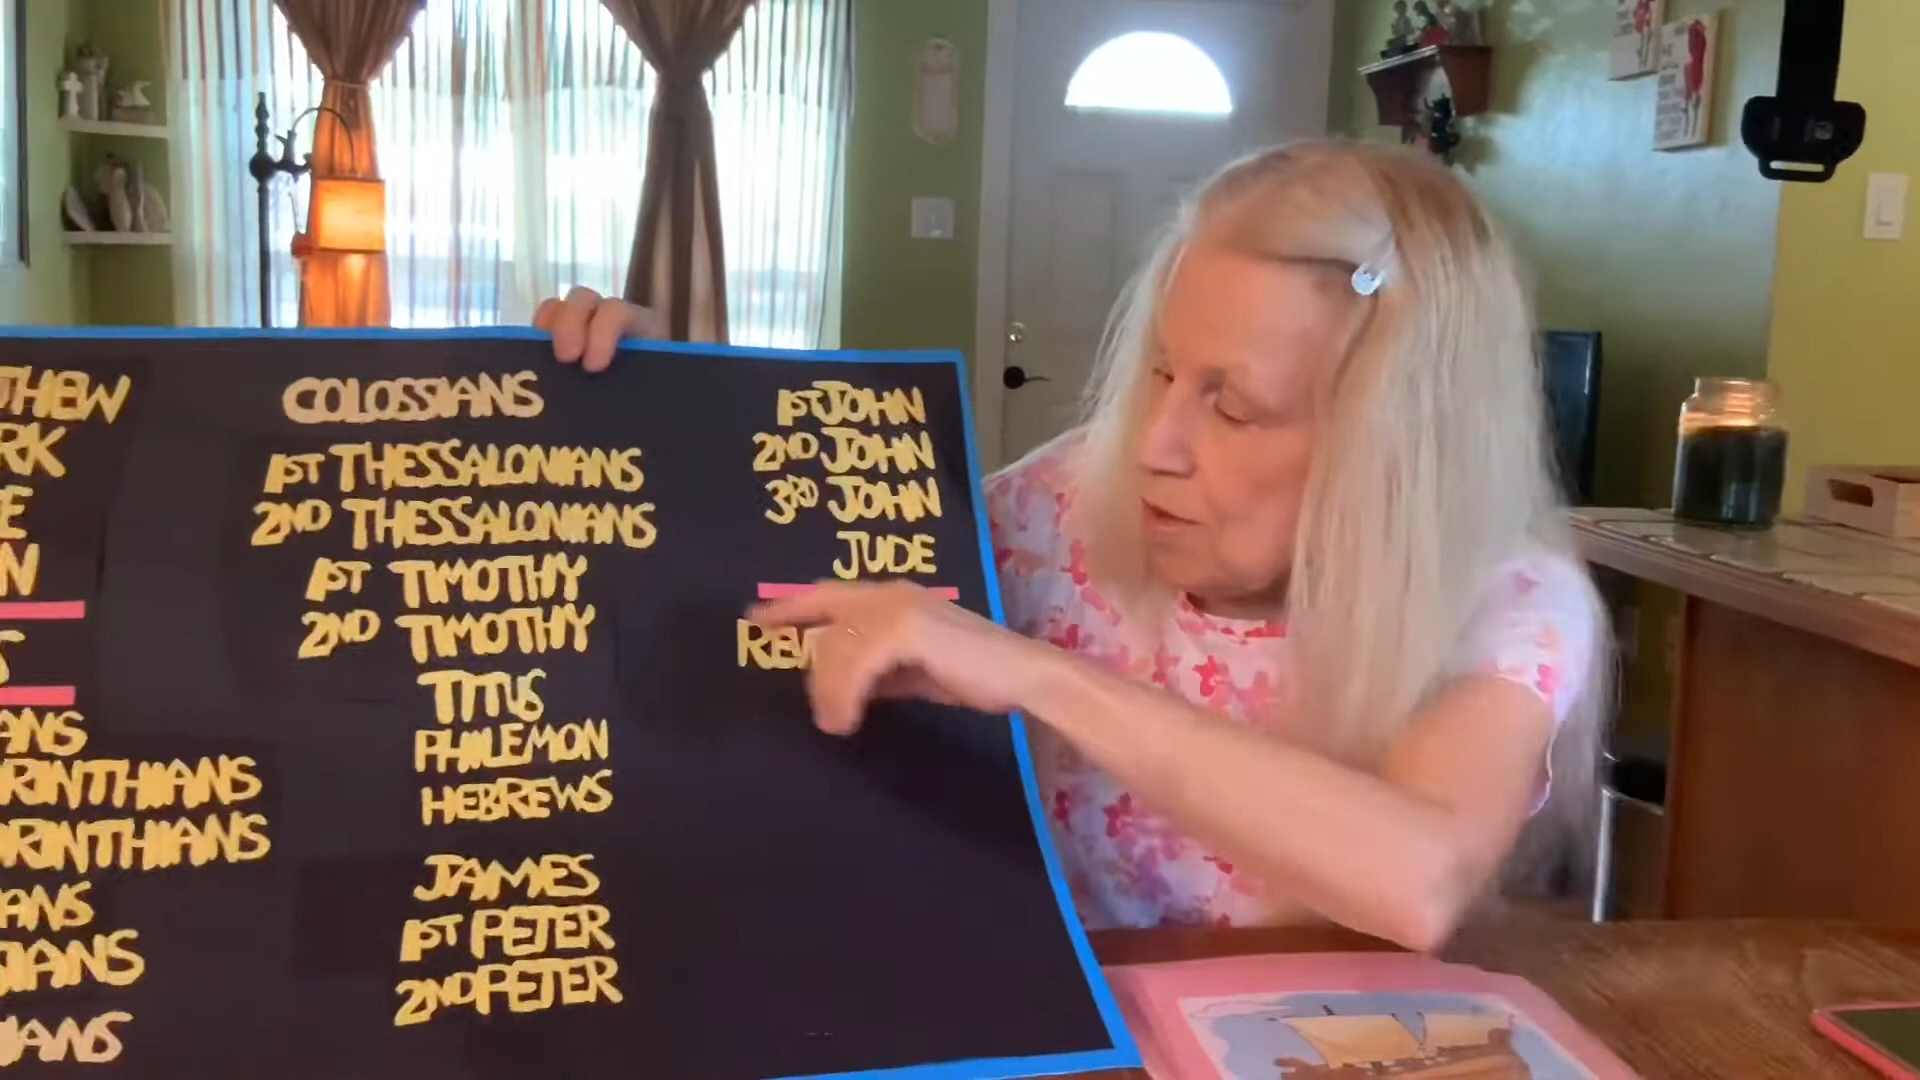 THEW
RK
E
N
S
ANS
RINTHIANS
RINTHIANS
ANS
IANS
IANS
COLOSSIANS
1ST THESSALONIANS
2ND THESSALONIANS
1ST TIMOTHY
2ND TIMOTHY
TITUS
PHILEMON
HEBREWS
JAMES
1ST PETER
2ND PETER
1ST JOHN
2ND JOHN
3RD JOHN
JUDE
REV